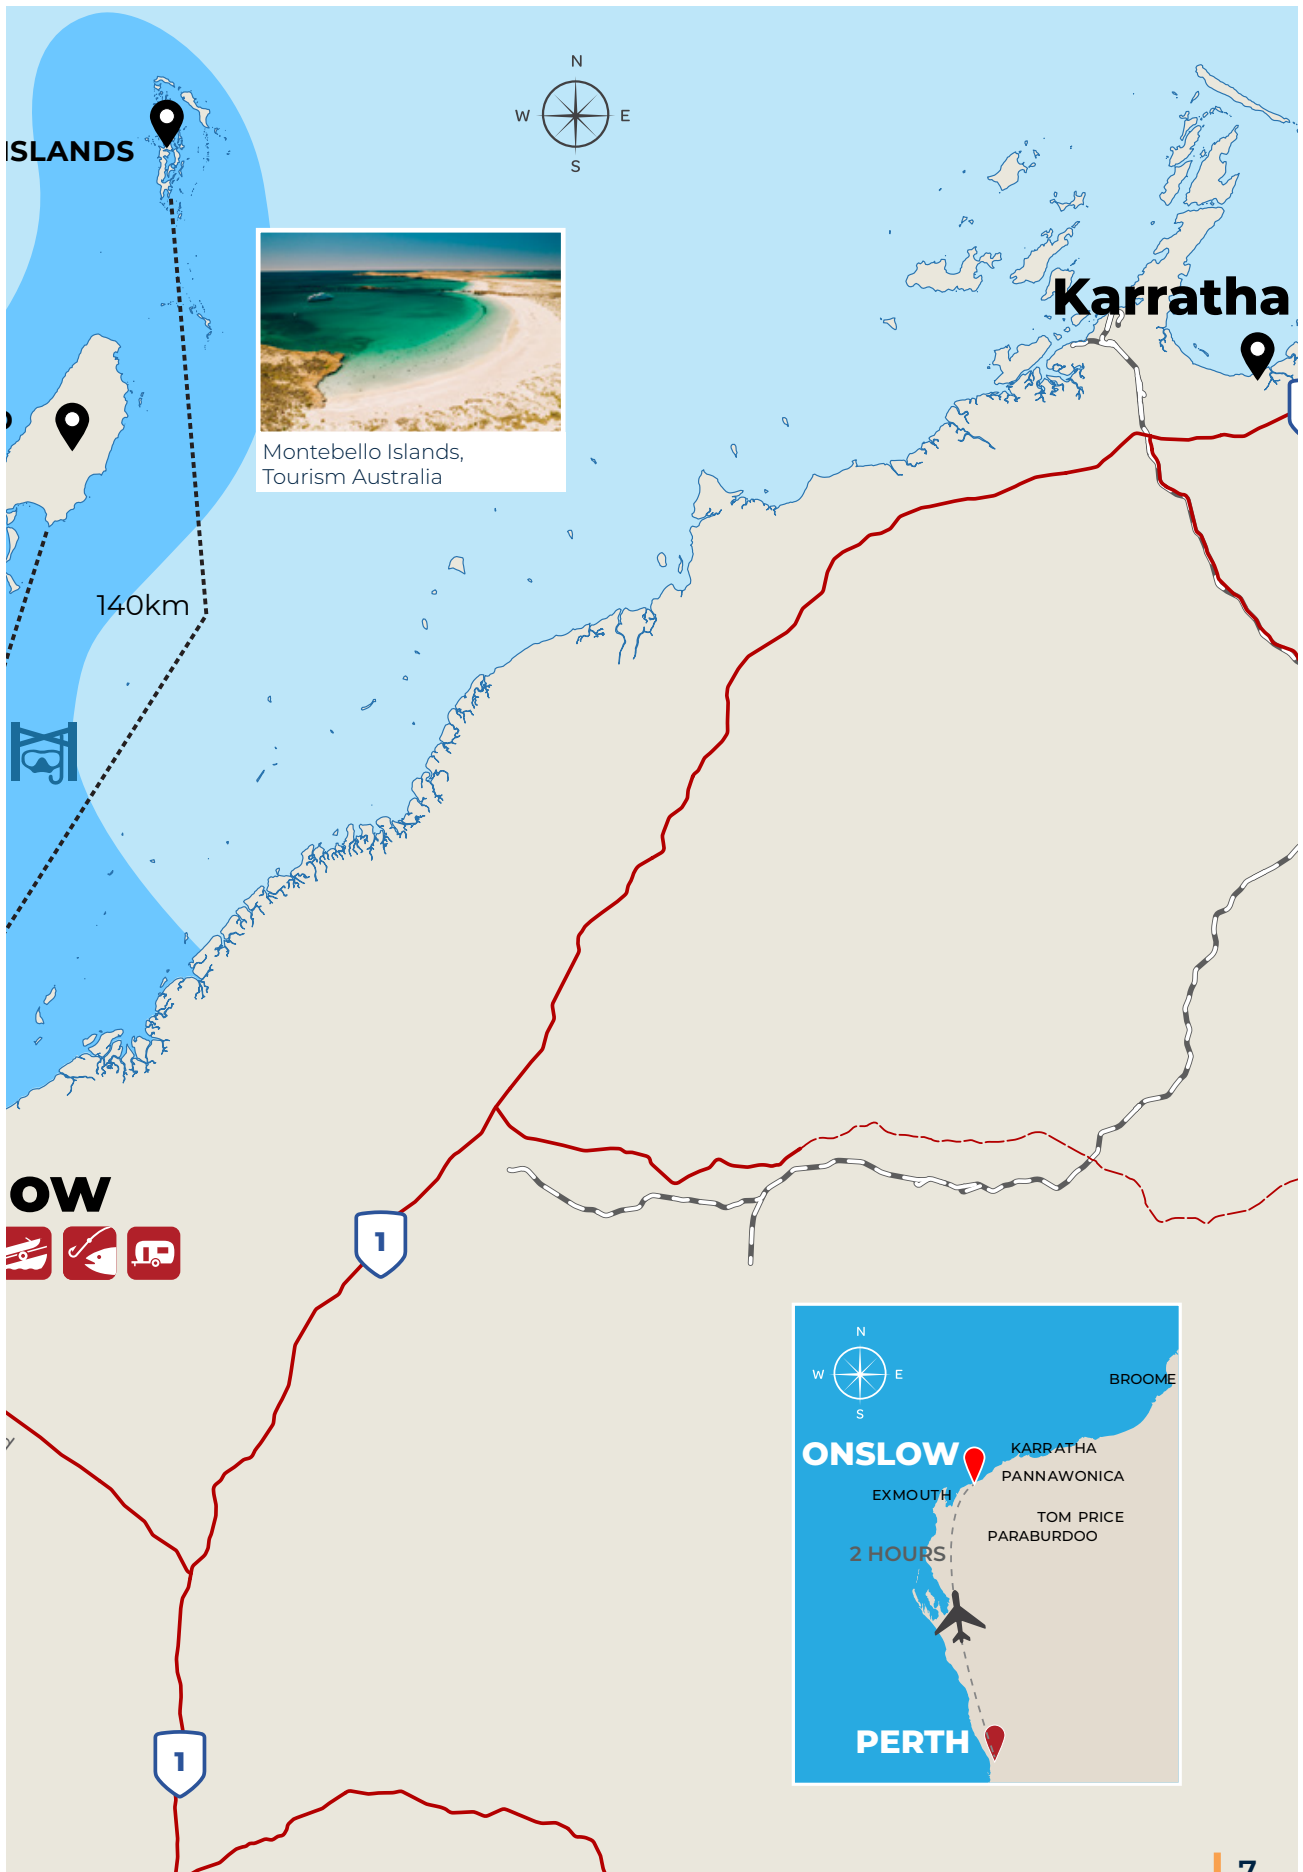 N
W E
S
ISLANDS
Karratha
Montebello Islands,
Tourism Australia
140km
OW
1
N
W E
S
BROOME
ONSLOW
KARRATHA
PANNAWONICA
EXMOUTH
TOM PRICE
PARABURDOO
2 HOURS
PERTH
1
7